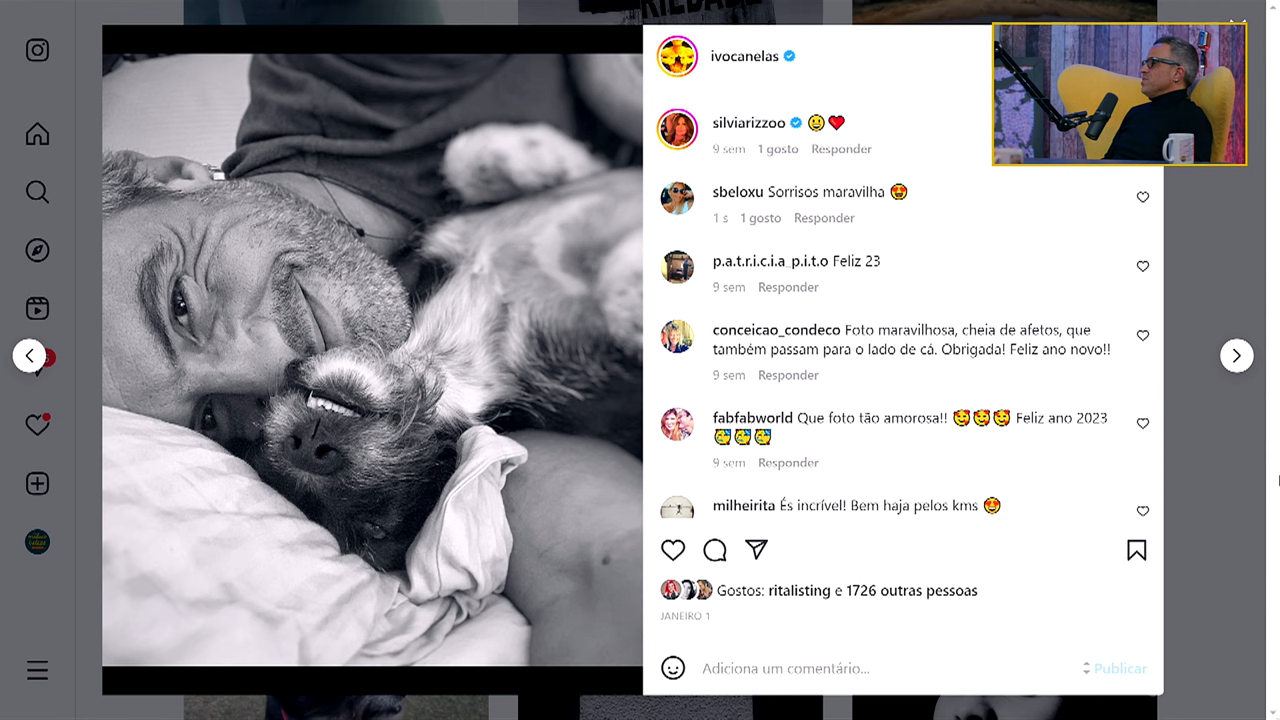 RIEDADE
ivocanelas
silviarizzoo 😃❤️
9 sem 1 gosto Responder
sbeloxu Sorrisos maravilha 😍
1 s 1 gosto Responder
p.a.t.r.i.c.i.a_p.i.t.o Feliz 23
9 sem Responder
conceicao_condeco Foto maravilhosa, cheia de afetos, que
também passam para o lado de cá. Obrigada! Feliz ano novo!!
9 sem Responder
fabfabworld Que foto tão amorosa!! 🥰🥰🥰 Feliz ano 2023
🥳🥳🥳
9 sem Responder
milheirita És incrível! Bem haja pelos kms 😍
Gostos: ritalisting e 1726 outras pessoas
JANEIRO 1
Adiciona um comentário...
Publicar